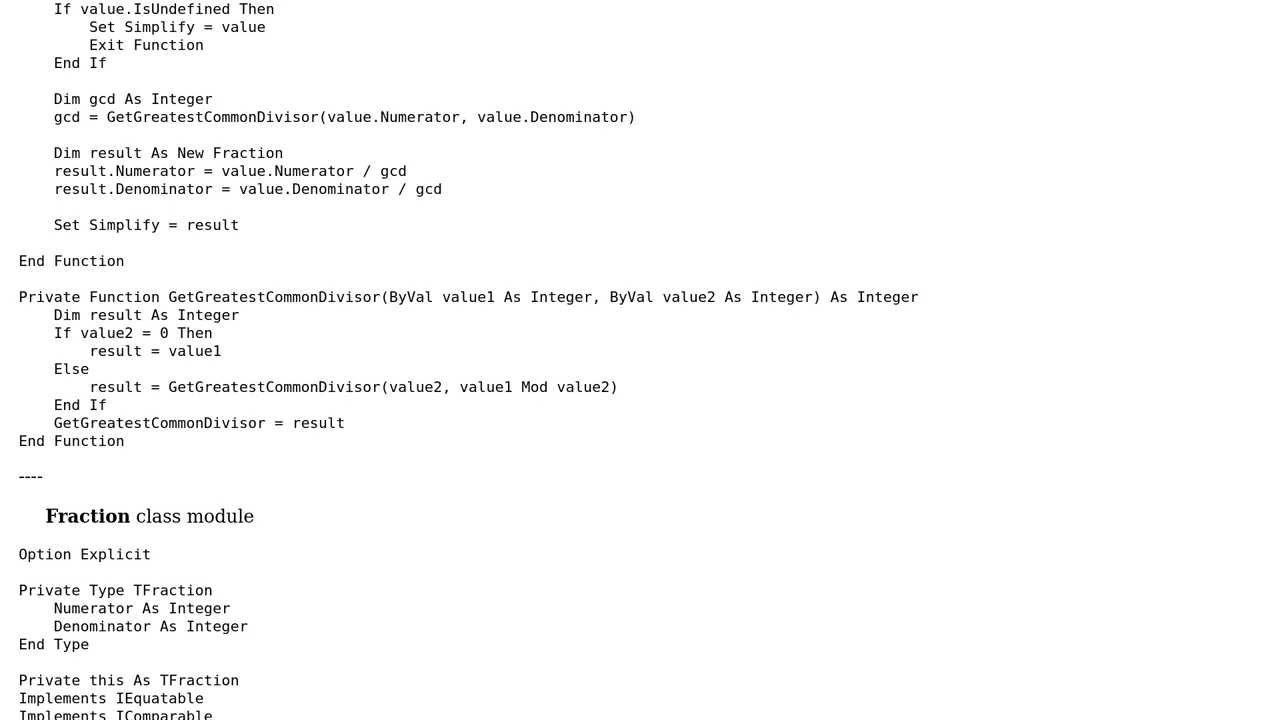 If value.IsUndefined Then
Set Simplify = value
Exit Function
End If
Dim gcd As Integer
gcd = GetGreatestCommonDivisor(value.Numerator, value.Denominator)
Dim result As New Fraction
result.Numerator = value.Numerator / gcd
result.Denominator = value.Denominator / gcd
Set Simplify = result
End Function
Private Function GetGreatestCommonDivisor(ByVal value1 As Integer, ByVal value2 As Integer) As Integer
Dim result As Integer
If value2 = 0 Then
result = value1
Else
result = GetGreatestCommonDivisor(value2, value1 Mod value2)
End If
GetGreatestCommonDivisor = result
End Function
----
Fraction class module
Option Explicit
Private Type TFraction
Numerator As Integer
Denominator As Integer
End Type
Private this As TFraction
Implements IEquatable
Implements IComparable